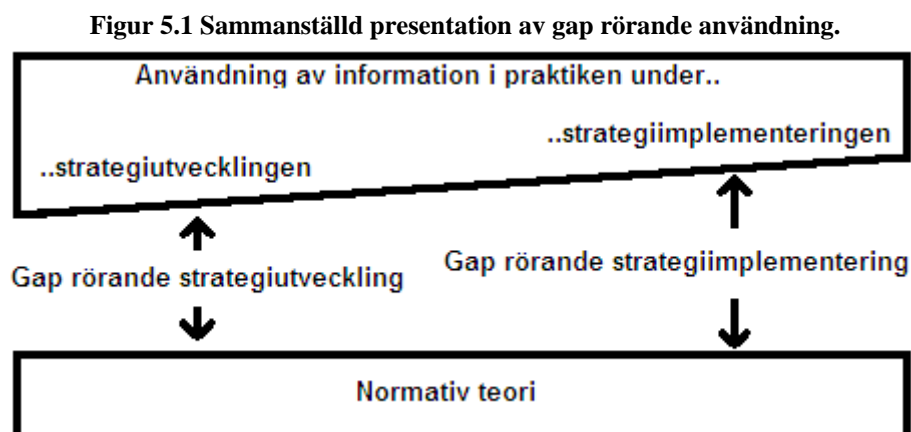 Figur 5.1 Sammanställd presentation av gap rörande användning.
Användning av information i praktiken under..
..strategiimplementeringen
..strategiutvecklingen
Gap rörande strategiimplementering
Gap rörande strategiutveckling
Normativ teori